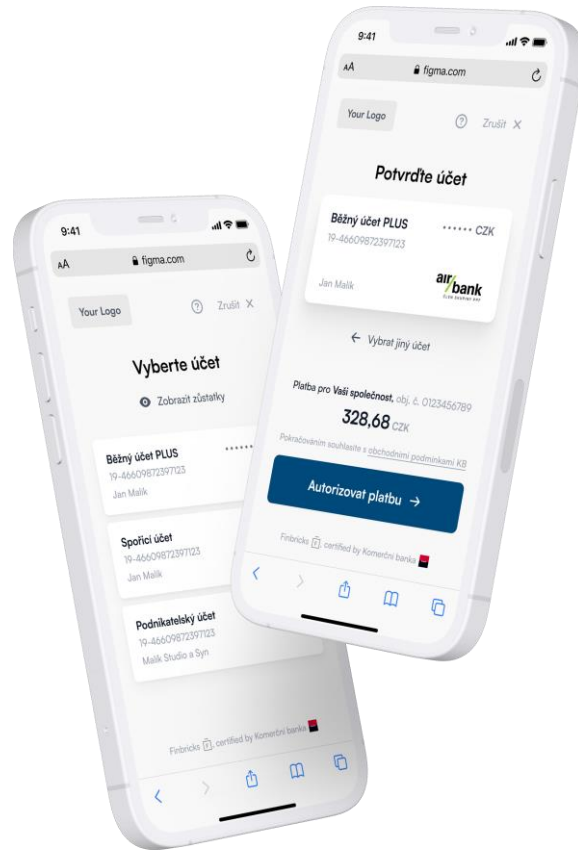 9:41
AA
figma.com
Your Logo
? Zrušit ×
Vyberte účet
Zobrazit zůstatky
Běžný účet PLUS ······
19-46609872397123
Jan Malík
Spořicí účet
19-46609872397123
Jan Malík
Podnikatelský účet
19-46609872397123
Malík Studio a Syn
Finbricks, certified by Komerční banka
9:41
AA
figma.com
Your Logo
? Zrušit ×
Potvrďte účet
Běžný účet PLUS ······ CZK
19-46609872397123
Jan Malík
air bank
← Vybrat jiný účet
Platba pro Vaši společnost, obj. č. 0123456789
328,68 CZK
Pokračováním souhlasíte s obchodními podmínkami KB
Autorizovat platbu →
Finbricks, certified by Komerční banka